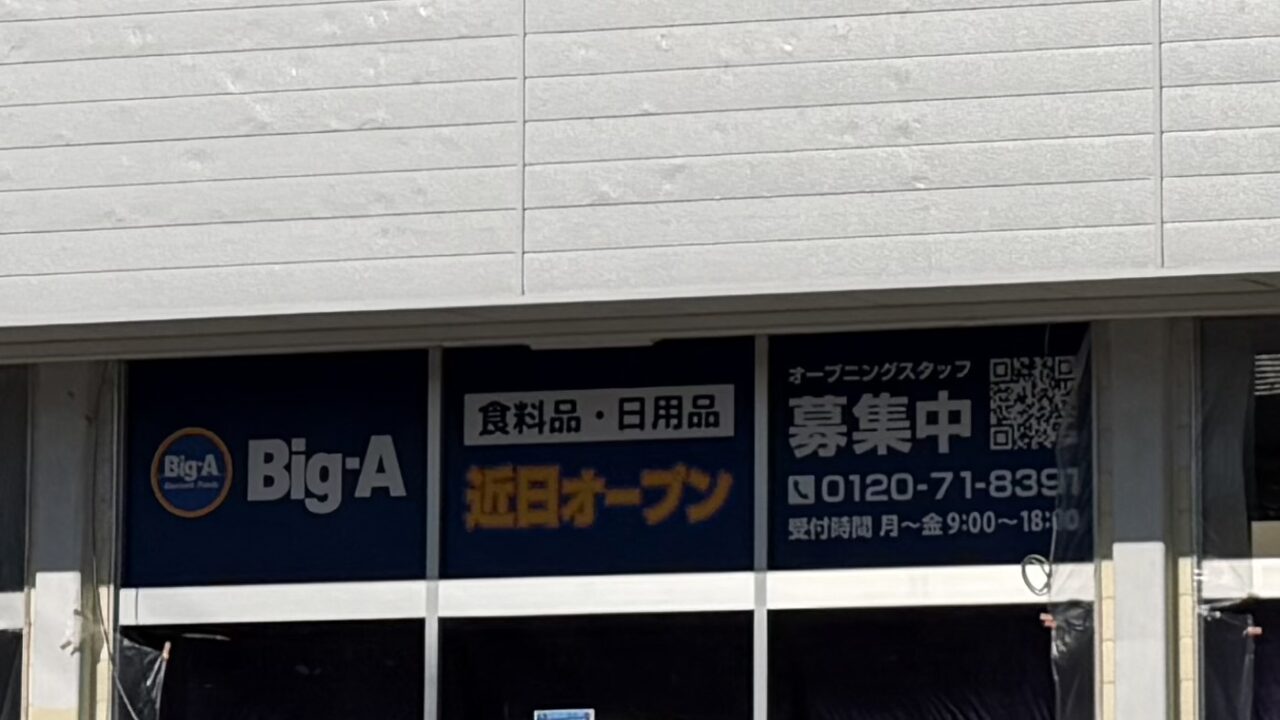 Big-A
Big-A
食料品・日用品
近日オープン
オープニングスタッフ
募集中
0120-71-8391
受付時間 月～金 9:00～18:00